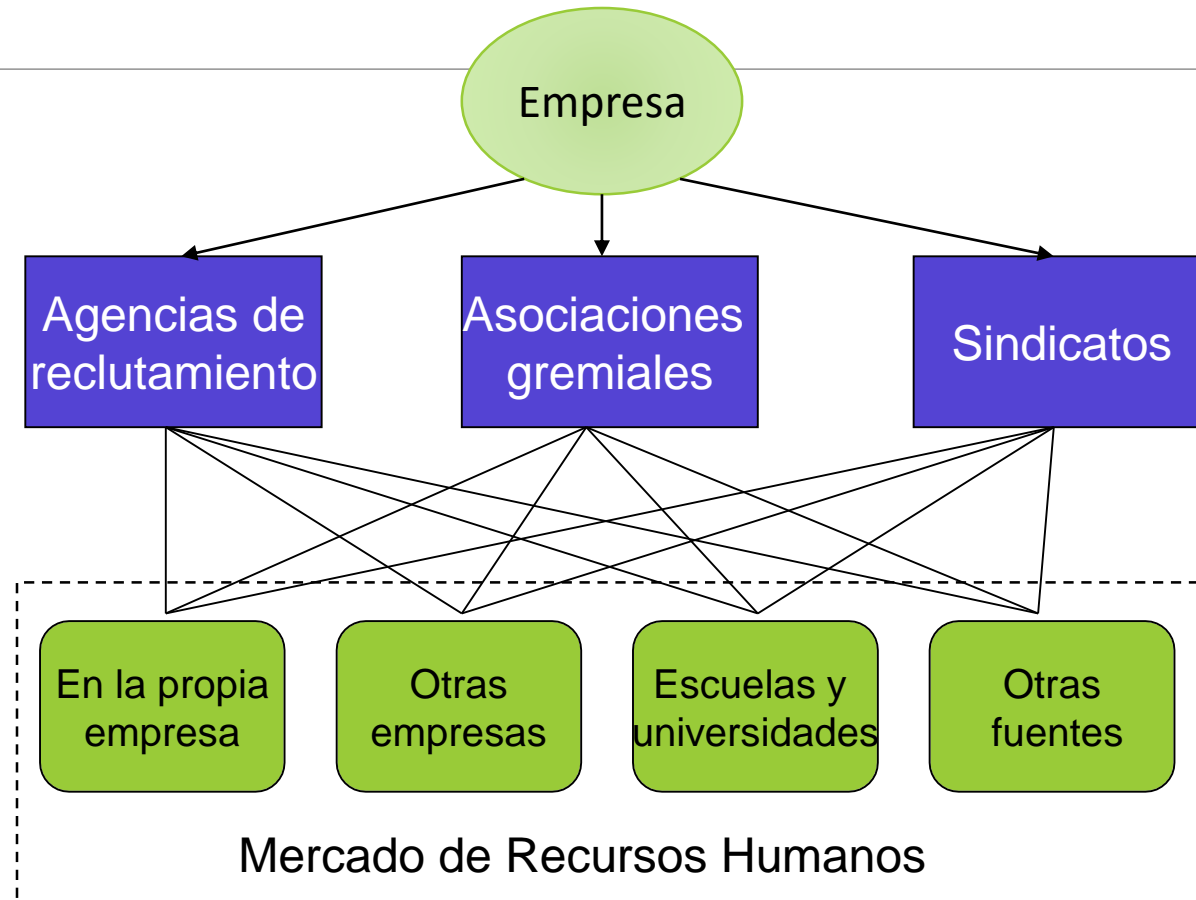 Empresa
Agencias de
reclutamiento
Asociaciones
gremiales
Sindicatos
En la propia
empresa
Otras
empresas
Escuelas y
universidades
Otras
fuentes
Mercado de Recursos Humanos